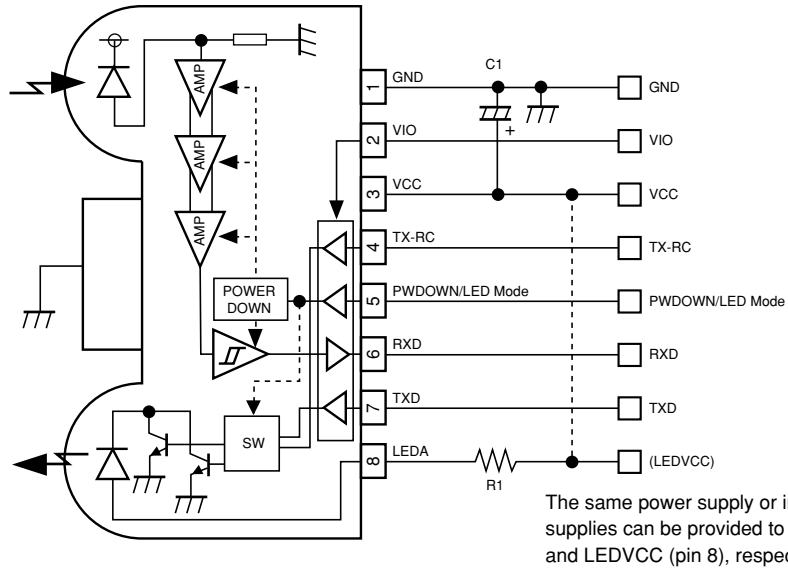 AMP
AMP
AMP
POWER
DOWN
SW
1
GND
C1
GND
2
VIO
+
VIO
3
VCC
VCC
4
TX-RC
TX-RC
5
PWDOWN/LED Mode
PWDOWN/LED Mode
6
RXD
RXD
7
TXD
TXD
8
LEDA
R1
(LEDVCC)
The same power supply or
supplies can be provided to
and LEDVCC (pin 8),